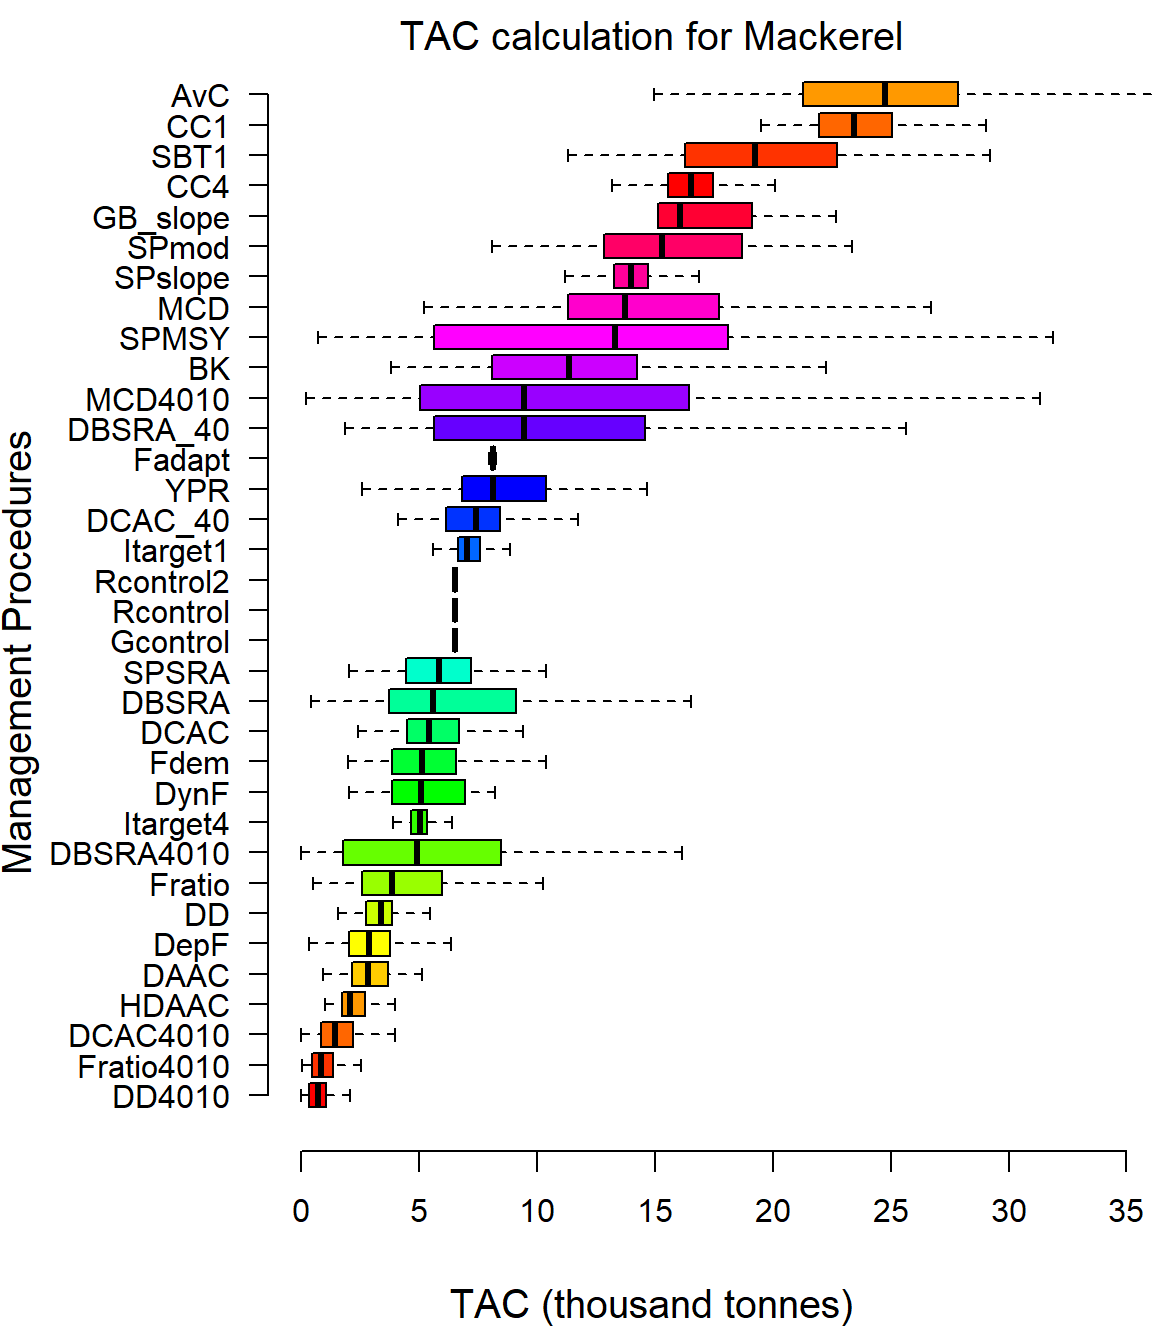 TAC calculation for Mackerel
AvC
CC1
SBT1
CC4
GB_slope
SPmod
SPslope
MCD
SPMSY
BK
MCD4010
DBSRA_40
Fadapt
YPR
DCAC_40
Itarget1
Rcontrol2
Rcontrol
Gcontrol
SPSRA
DBSRA
DCAC
Fdem
DynF
Itarget4
DBSRA4010
Fratio
DD
DepF
DAAC
HDAAC
DCAC4010
Fratio4010
DD4010
Management Procedures
0 5 10 15 20 25 30 35
TAC (thousand tonnes)